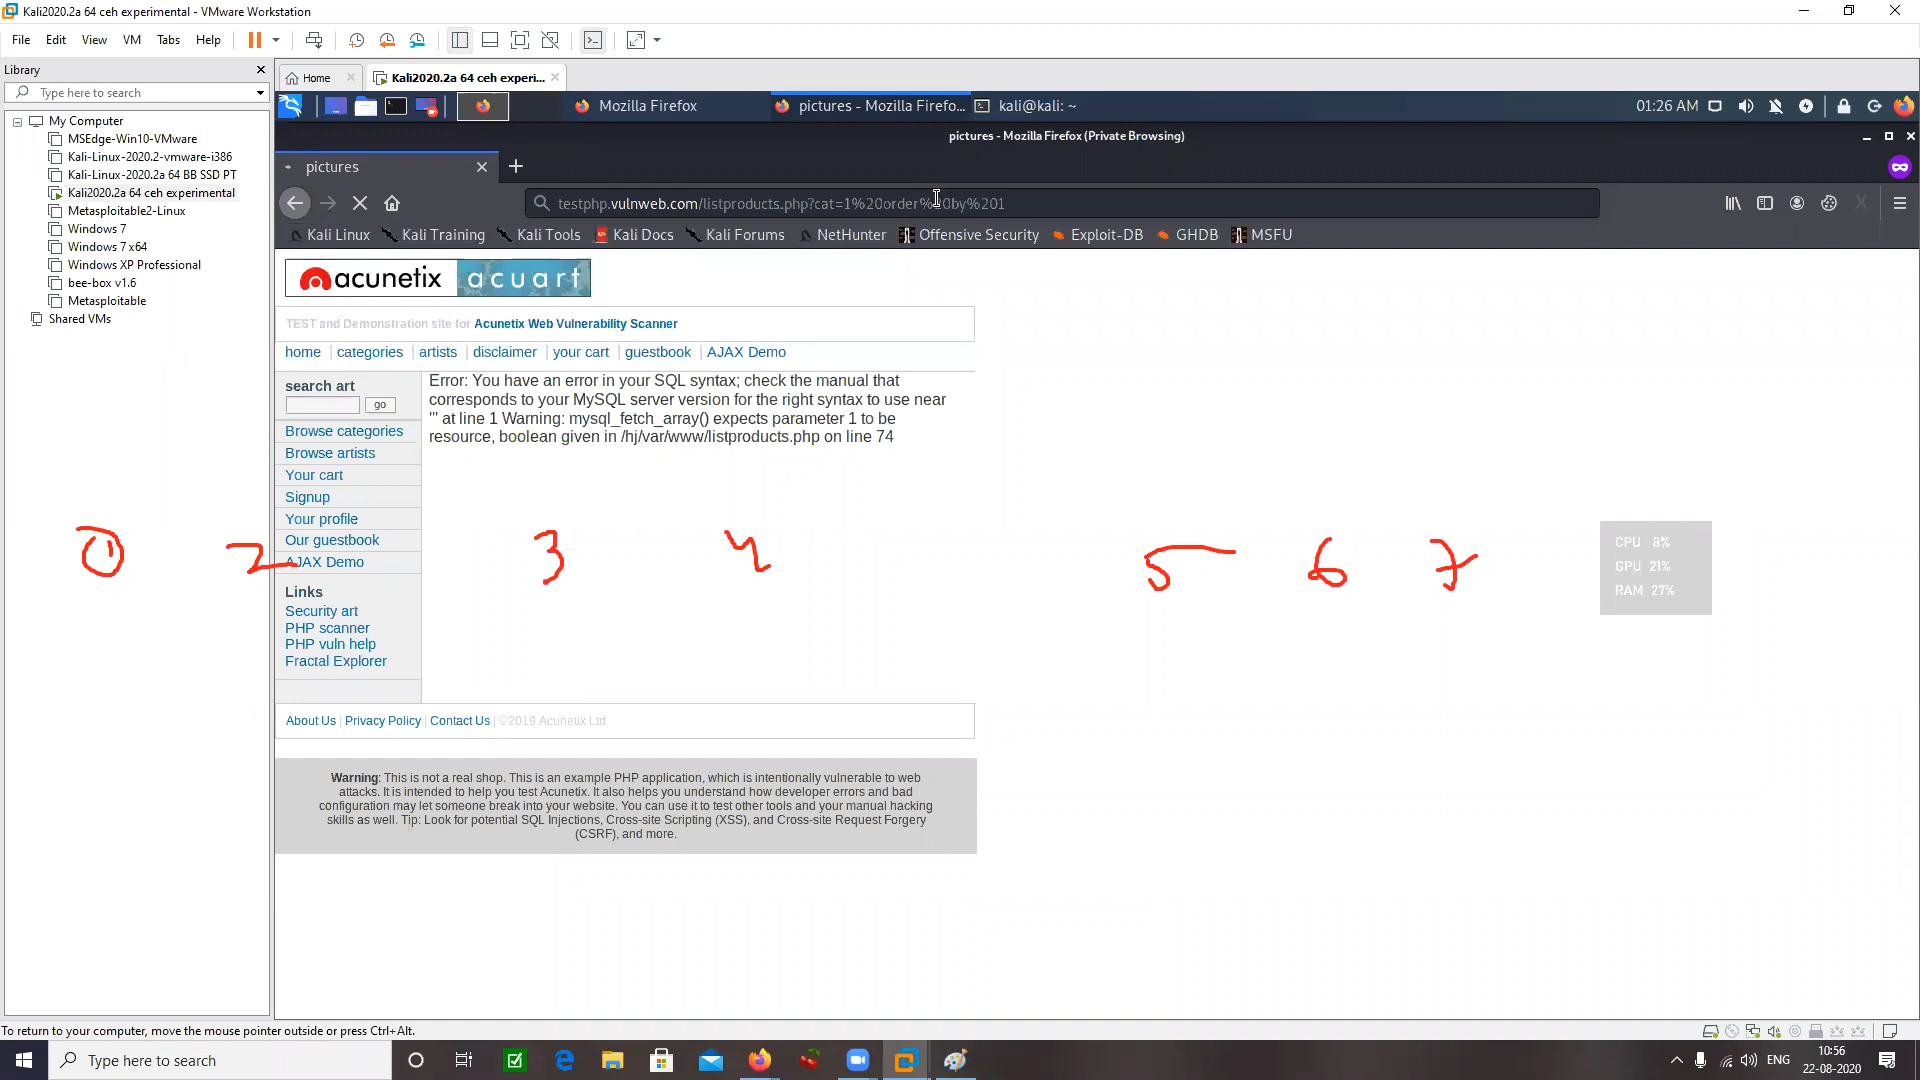 Kali2020.2a 64 ceh experimental - VMware Workstation
File Edit View VM Tabs Help
Library
Type here to search
My Computer
MSEdge-Win10-VMware
Kali-Linux-2020.2-vmware-i386
Kali-Linux-2020.2a 64 BB SSD PT
Kali2020.2a 64 ceh experimental
Metasploitable2-Linux
Windows 7
Windows 7 x64
Windows XP Professional
bee-box v1.6
Metasploitable
Shared VMs
Home Kali2020.2a 64 ceh experi...
Mozilla Firefox pictures - Mozilla Firefo... kali@kali: ~ 01:26 AM
pictures - Mozilla Firefox (Private Browsing)
pictures
testphp.vulnweb.com/listproducts.php?cat=1%20order%20by%201
Kali Linux Kali Training Kali Tools Kali Docs Kali Forums NetHunter Offensive Security Exploit-DB GHDB MSFU
acunetix acuart
TEST and Demonstration site for Acunetix Web Vulnerability Scanner
home | categories | artists | disclaimer | your cart | guestbook | AJAX Demo
search art
go
Browse categories
Browse artists
Your cart
Signup
Your profile
Our guestbook
AJAX Demo
Links
Security art
PHP scanner
PHP vuln help
Fractal Explorer
Error: You have an error in your SQL syntax; check the manual that
corresponds to your MySQL server version for the right syntax to use near
''' at line 1 Warning: mysql_fetch_array() expects parameter 1 to be
resource, boolean given in /hj/var/www/listproducts.php on line 74
1 2 3 4 5 6 7
CPU 8%
GPU 21%
RAM 27%
About Us | Privacy Policy | Contact Us | ©2019 Acunetix Ltd
Warning: This is not a real shop. This is an example PHP application, which is intentionally vulnerable to web
attacks. It is intended to help you test Acunetix. It also helps you understand how developer errors and bad
configuration may let someone break into your website. You can use it to test other tools and your manual hacking
skills as well. Tip: Look for potential SQL Injections, Cross-site Scripting (XSS), and Cross-site Request Forgery
(CSRF), and more.
To return to your computer, move the mouse pointer outside or press Ctrl+Alt.
Type here to search
ENG
10:56
22-08-2020